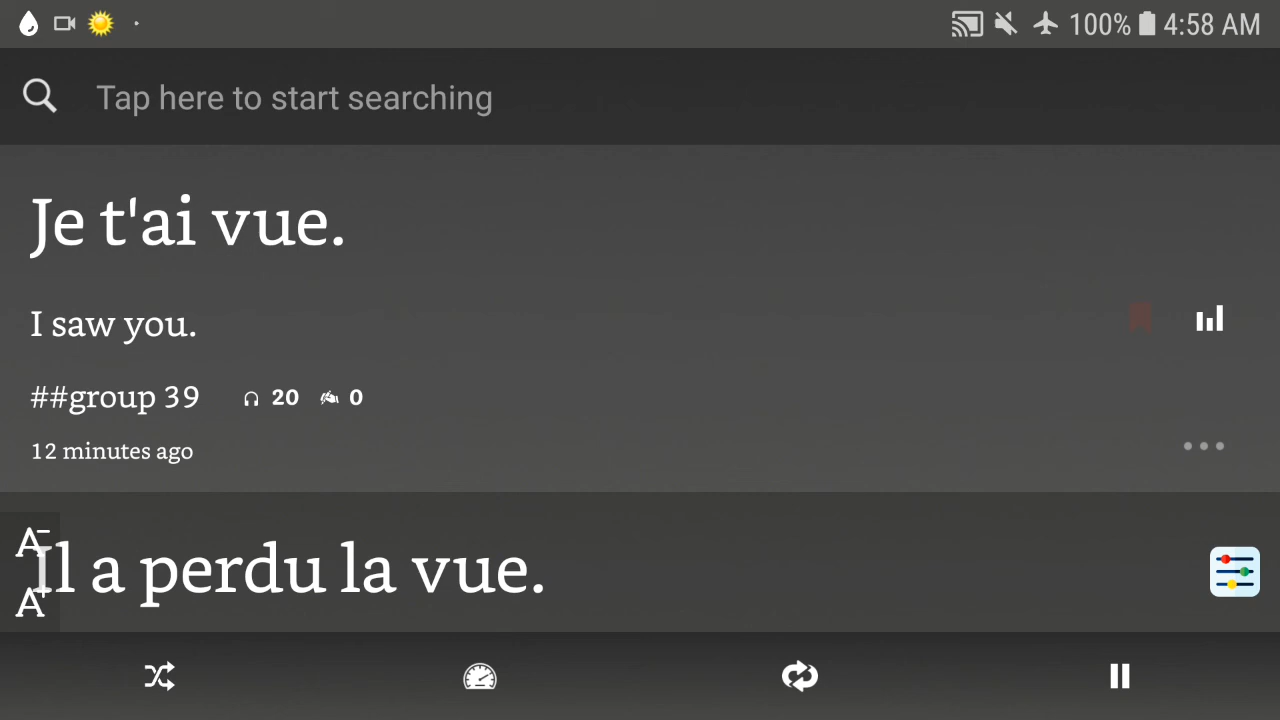 100% 4:58 AM
Tap here to start searching
Je t'ai vue.
I saw you.
##group 39 20 0
12 minutes ago
A-
Il a perdu la vue.
A+